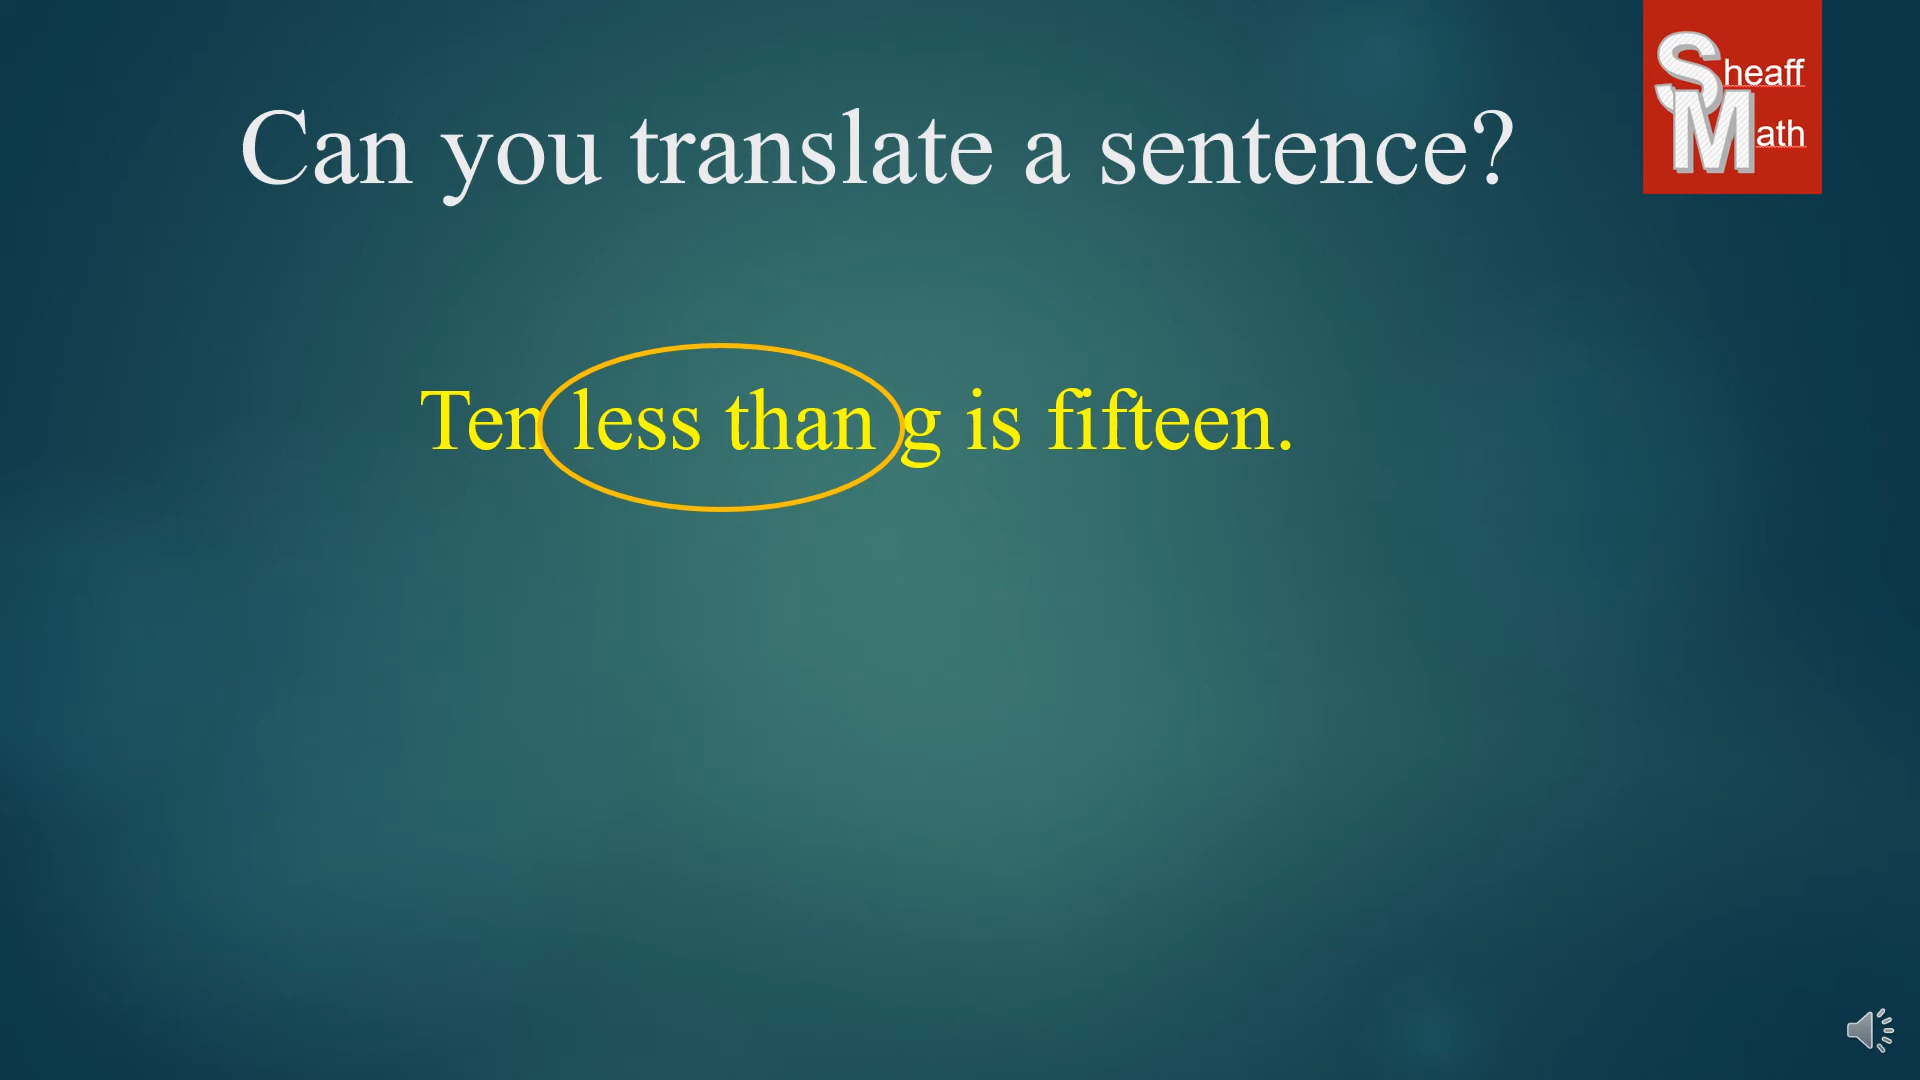 Can you translate a sentence?
Sheaff
Math
Ten less than g is fifteen.